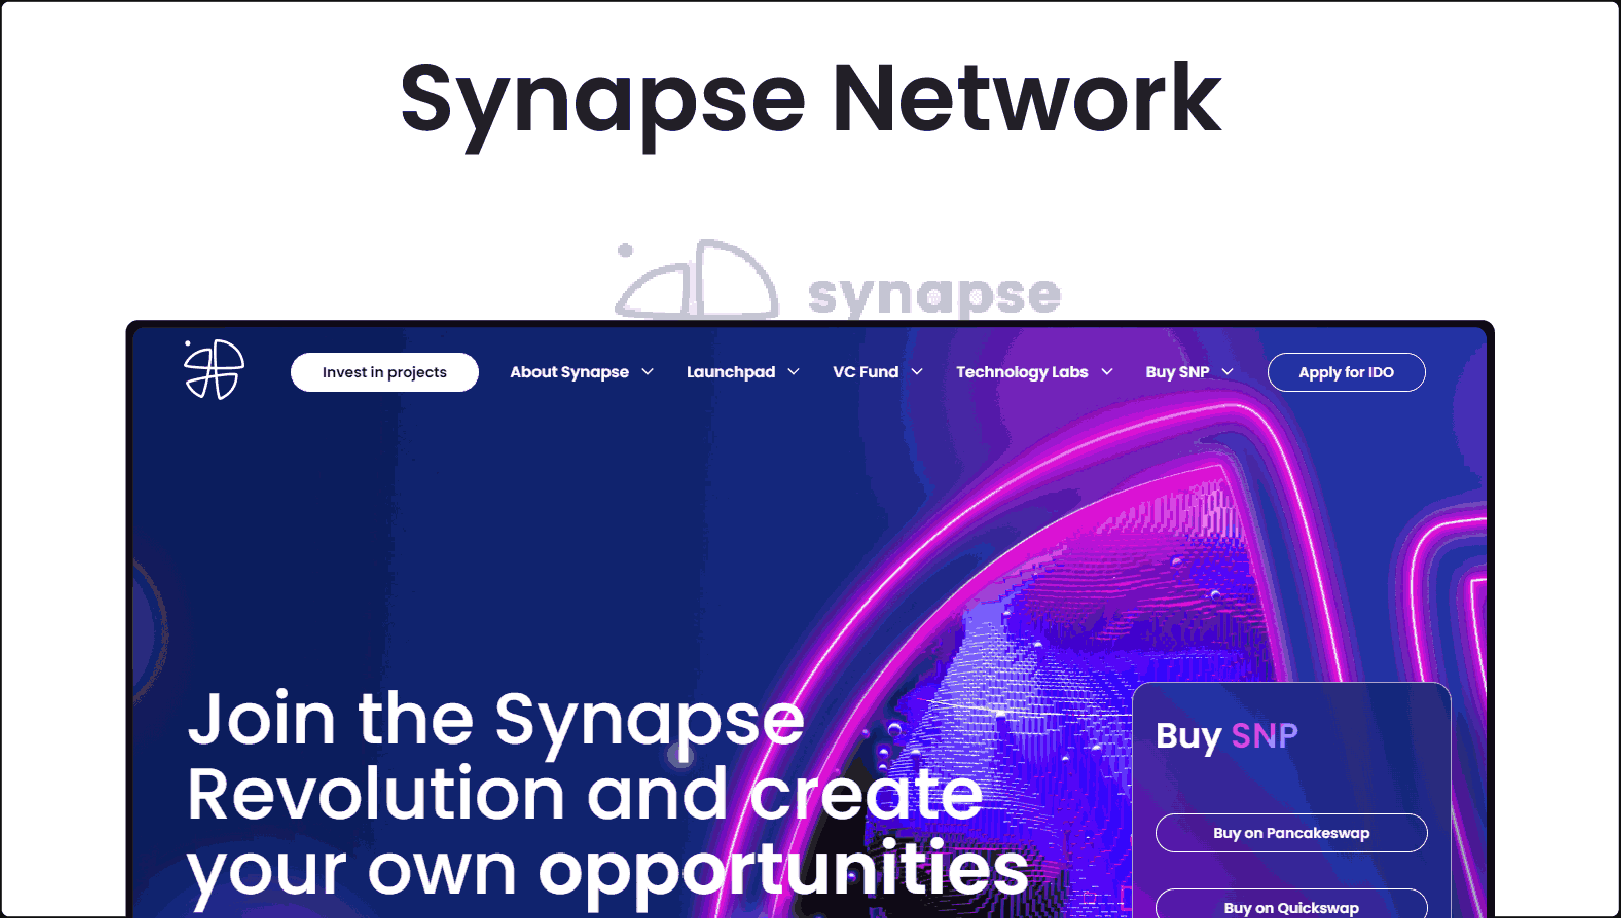 Synapse Network
synapse
Invest in projects
About Synapse
Launchpad
VC Fund
Technology Labs
Buy SNP
Apply for IDO
Join the Synapse
Revolution and create
your own opportunities
Buy SNP
Buy on Pancakeswap
Buy on Quickswap